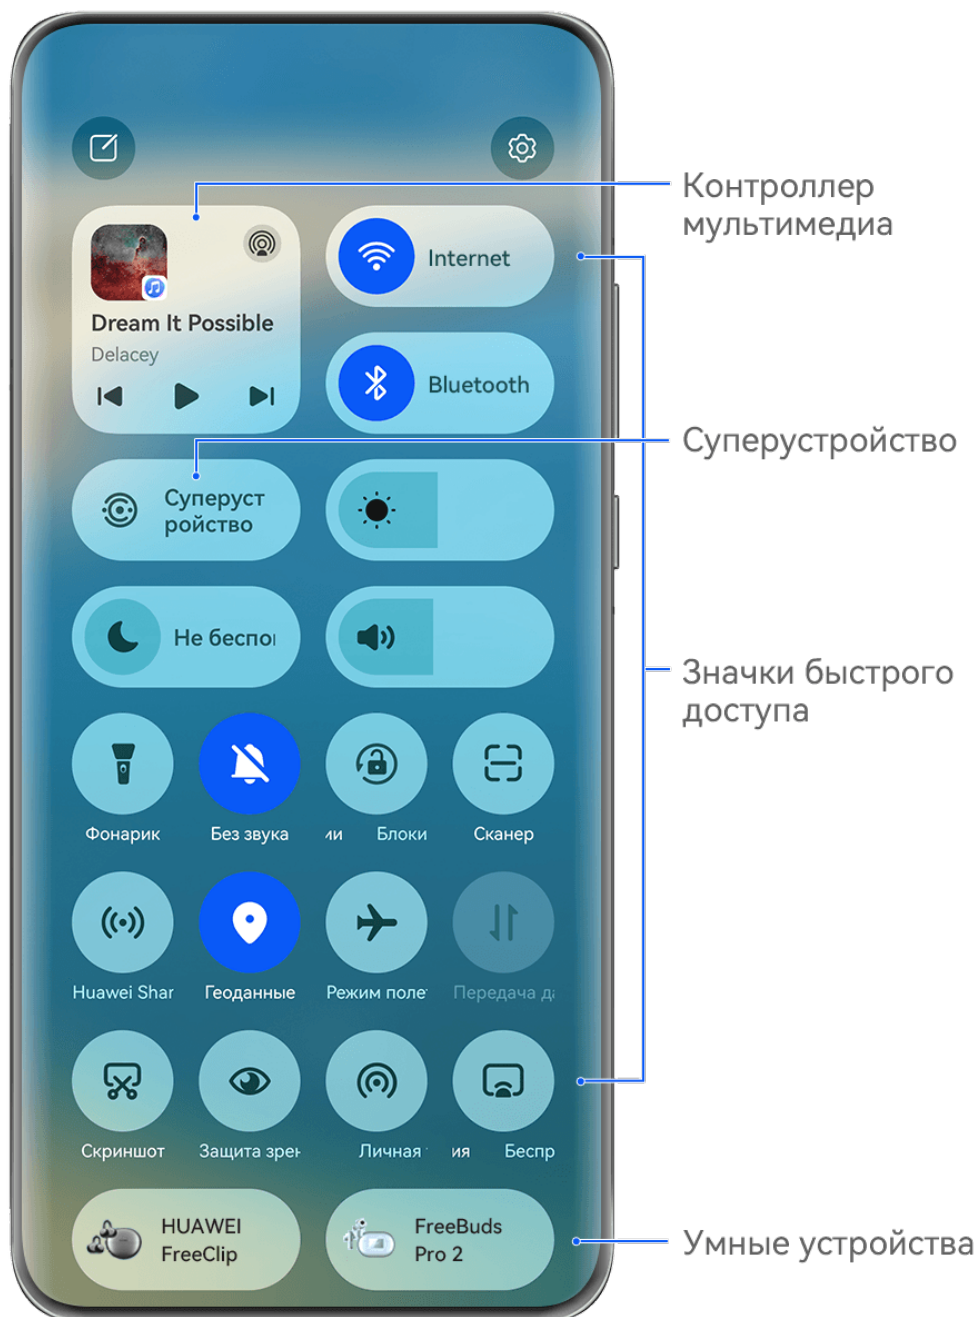 Контроллер
мультимедиа
Internet
Dream It Possible
Delacey
Bluetooth
Суперустройство
Суперуст
ройство
Не беспо
Значки быстрого
доступа
Фонарик
Без звука
ии Блоки
Сканер
Huawei Shar
Геоданные
Режим поле
Передача д
Скриншот
Защита зрен
Личная
ия Беспр
HUAWEI
FreeClip
FreeBuds
Pro 2
Умные устройства